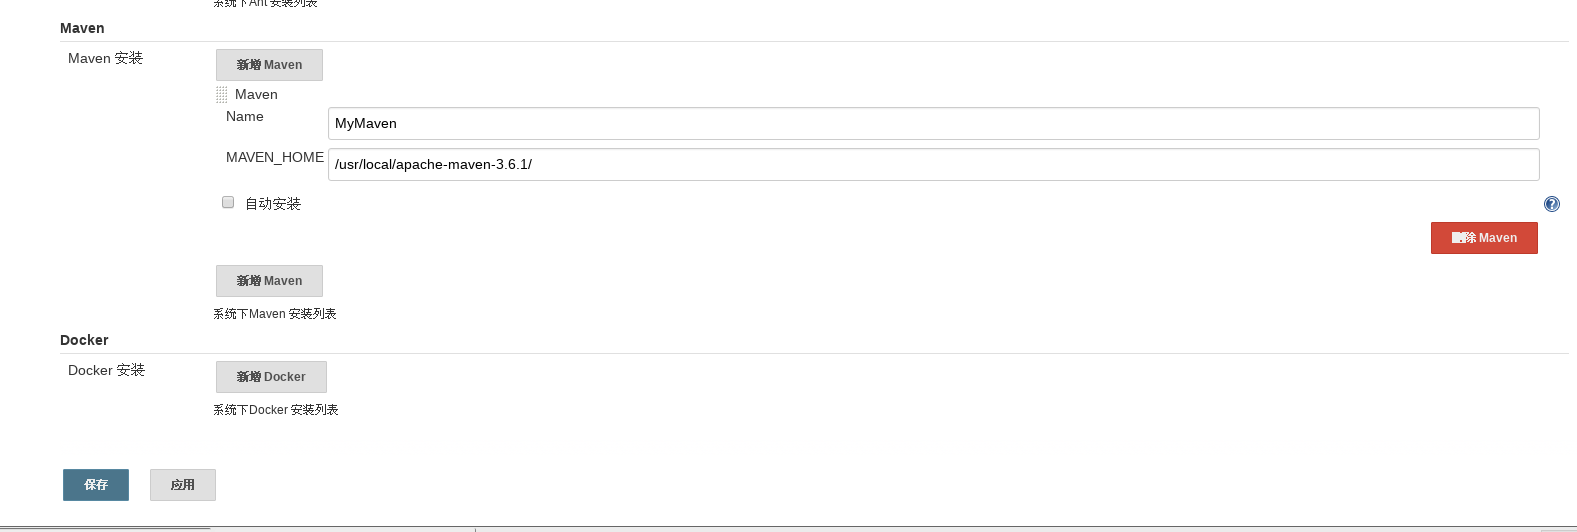 系统下Ant 安装列表
Maven
Maven 安装
新增 Maven
Maven
Name
MyMaven
MAVEN_HOME
/usr/local/apache-maven-3.6.1/
自动安装
?
删除 Maven
新增 Maven
系统下Maven 安装列表
Docker
Docker 安装
新增 Docker
系统下Docker 安装列表
保存
应用